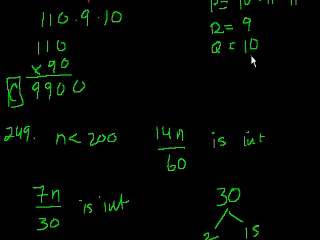 110 · 9 · 10
R = 9
Q = 10
110
x 90
C 9900
249. n < 200 14n/60 is int
7n/30 is int
30
2 15